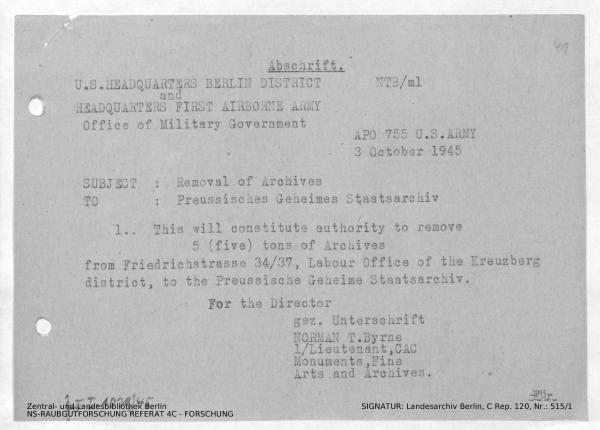 41
Abschrift.
U.S.HEADQUARTERS BERLIN DISTRICT NTB/ml
and
HEADQUARTERS FIRST AIRBORNE ARMY
Office of Military Government
APO 755 U.S.ARMY
3 October 1945
SUBJECT : Removal of Archives
TO : Preussisches Geheimes Staatsarchiv
1.. This will constitute authority to remove
5 (five) tons of Archives
from Friedrichstrasse 34/37, Labour Office of the Kreuzberg
district, to the Preussische Geheime Staatsarchiv.
For the Director
gez. Unterschrift
NORMAN T.Byrne
1/Lieutenant,CAC
Monuments,Fine
Arts and Archives.
Zentral- und Landesbibliothek Berlin
NS-RAUBGUTFORSCHUNG REFERAT 4C - FORSCHUNG
SIGNATUR: Landesarchiv Berlin, C Rep. 120, Nr.: 515/1